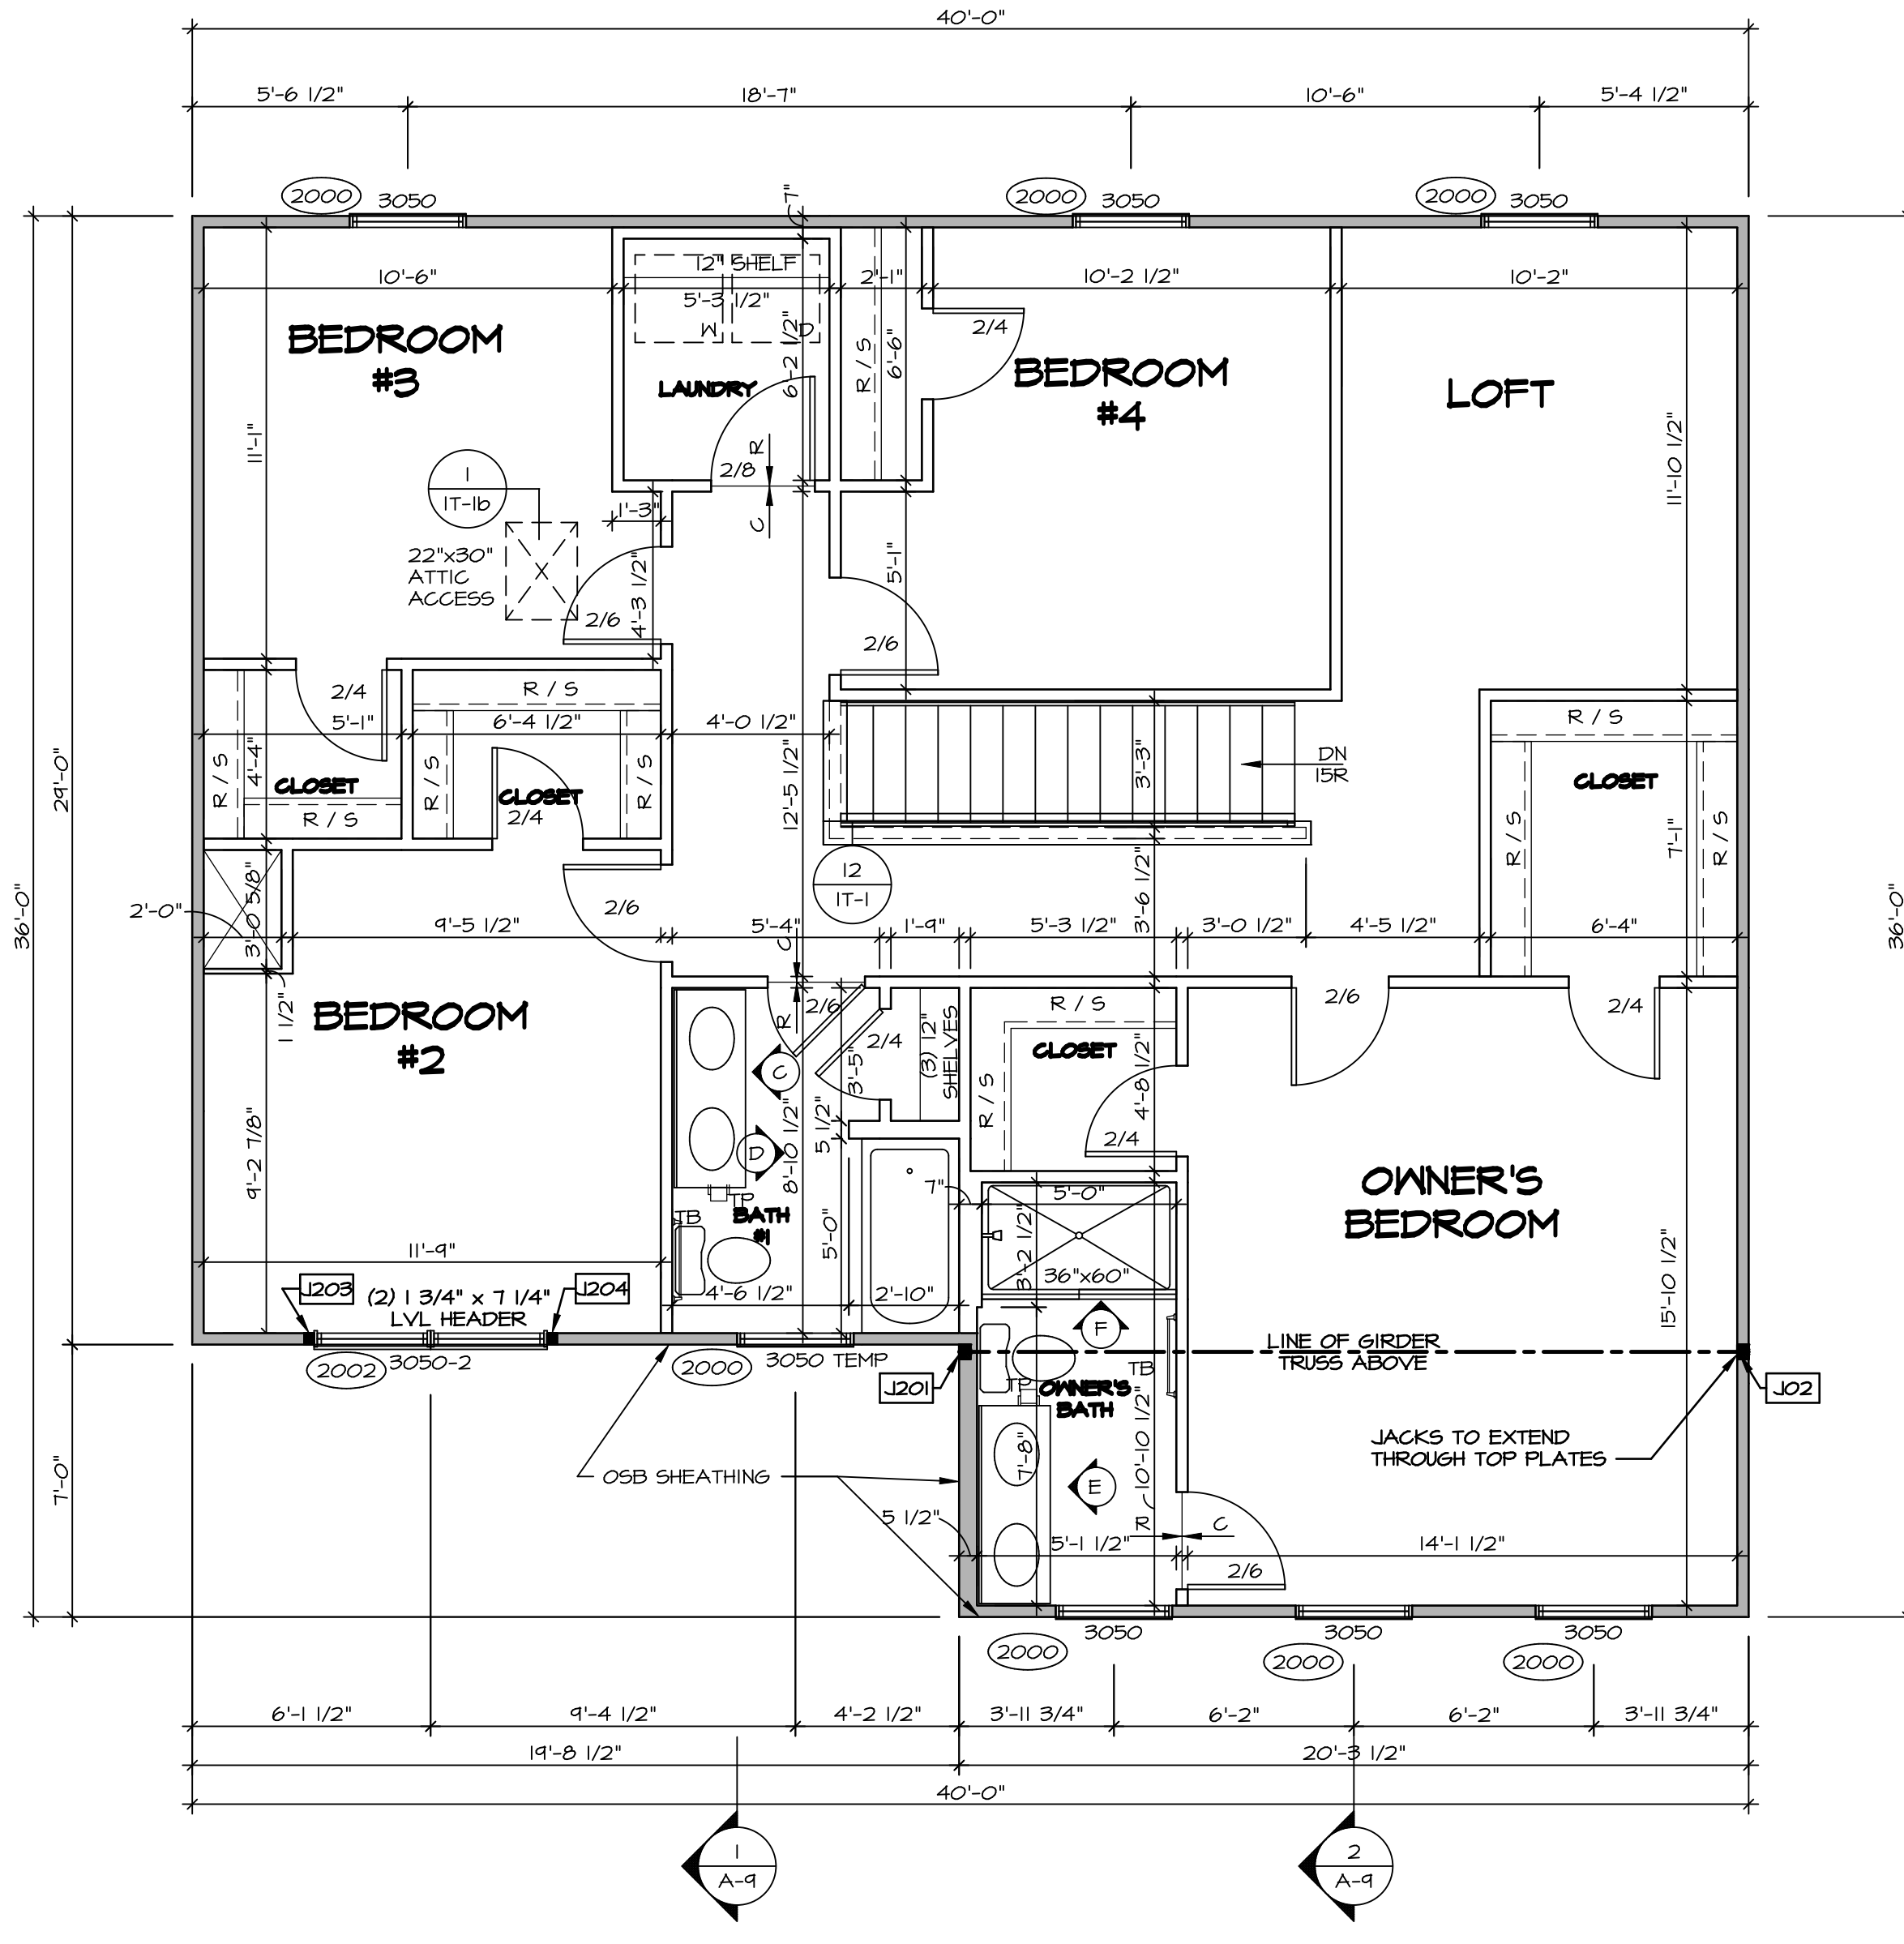 40'-0"
5'-6 1/2"
18'-7"
10'-6"
5'-4 1/2"
2000
3050
7"
2000
3050
2000
3050
10'-6"
12" SHELF
5'-3 1/2"
2'-1"
10'-2 1/2"
10'-2"
W
D
BEDROOM
#3
6'-2 1/2"
LAUNDRY
R / S
6'-6"
2/4
BEDROOM
#4
LOFT
11'-1"
11'-10 1/2"
1
1T-1b
2/8
R
C
1'-3"
22"x30"
ATTIC
ACCESS
4'-3 1/2"
2/6
5'-1"
2/6
2/4
R / S
5'-1"
6'-4 1/2"
4'-0 1/2"
R / S
4'-4"
CLOSET
R / S
R / S
CLOSET
2/4
R / S
12'-5 1/2"
3'-3"
DN
15R
R / S
CLOSET
R / S
7'-1"
R / S
29'-0"
36'-0"
36'-0"
12
1T-1
2'-0"
3'-0 5/8"
9'-5 1/2"
2/6
5'-4"
C
1'-9"
5'-3 1/2"
3'-6 1/2"
3'-0 1/2"
4'-5 1/2"
6'-4"
1 1/2"
BEDROOM
#2
R
2/6
2/4
(3) 12"
SHELVES
R / S
CLOSET
R / S
4'-8 1/2"
2/4
2/6
2/4
C
3'-5"
D
8'-10 1/2"
5 1/2"
9'-2 7/8"
TP
TB
BATH
#1
5'-0"
7"
5'-0"
3'-2 1/2"
36"x60"
OWNER'S
BEDROOM
15'-10 1/2"
11'-9"
J203
(2) 1 3/4" x 7 1/4"
LVL HEADER
J204
4'-6 1/2"
2'-10"
F
LINE OF GIRDER
TRUSS ABOVE
2002
3050-2
2000
3050 TEMP
J201
TB
TP
OWNER'S
BATH
J02
JACKS TO EXTEND
THROUGH TOP PLATES
7'-0"
OSB SHEATHING
7'-8"
10'-10 1/2"
E
5 1/2"
R
C
5'-1 1/2"
14'-1 1/2"
2/6
3050
2000
3050
2000
3050
2000
6'-1 1/2"
9'-4 1/2"
4'-2 1/2"
3'-11 3/4"
6'-2"
6'-2"
3'-11 3/4"
19'-8 1/2"
20'-3 1/2"
40'-0"
1
A-9
2
A-9